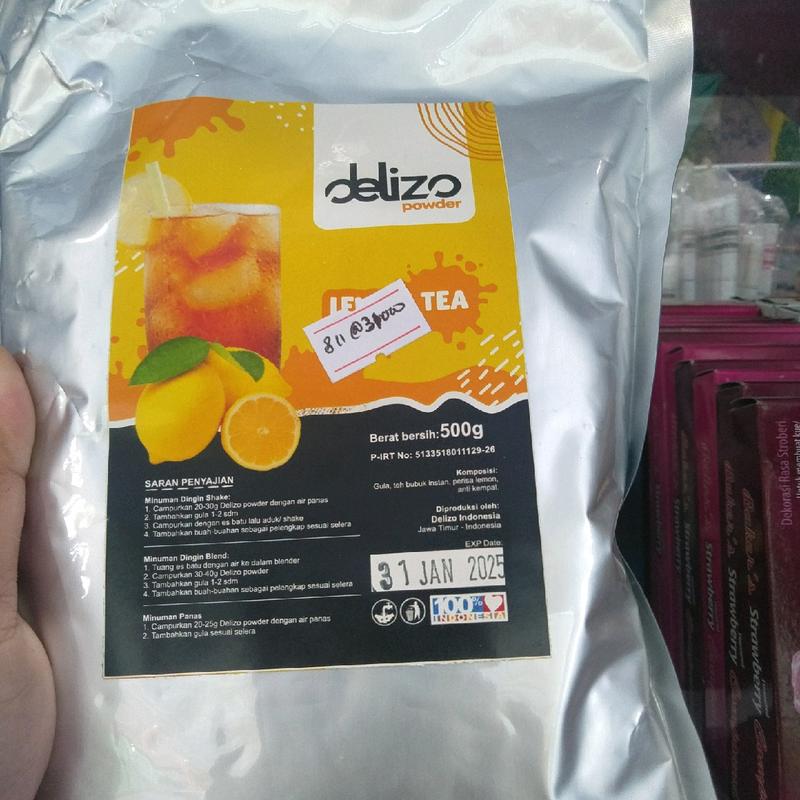 delizo
powder
TEA
Berat bersih:500g
P-IRT No: 5133518011129-26
SARAN PENYAJIAN
Minuman Dingin Shake:
1. Campurkan 20-30g Delizo powder dengan air panas
2. Tambahkan gula 1-2 sdm
3. Campurkan dengan es batu lalu aduk/ shake
4. Tambahkan buah-buahan sebagai pelengkap sesuai selera
Minuman Dingin Blend:
1. Tuang es batu dengan air ke dalam blender
2. Campurkan 30-40g Delizo powder
3. Tambahkan gula 1-2 sdm
4. Tambahkan buah-buahan sebagai pelengkap sesuai selera
Minuman Panas
1. Campurkan 20-25g Delizo powder dengan air panas
2. Tambahkan gula sesuai selera
Komposisi:
Gula, teh bubuk instan, perisa lemon,
anti kempal.
Diproduksi oleh:
Delizo Indonesia
Jawa Timur - Indonesia
EXP Date:
31 JAN 2025
100%
INDONESIA
Dekorasi Rasa Stroberi
Strawberry
Strawberry
Strawberry
Strawberry